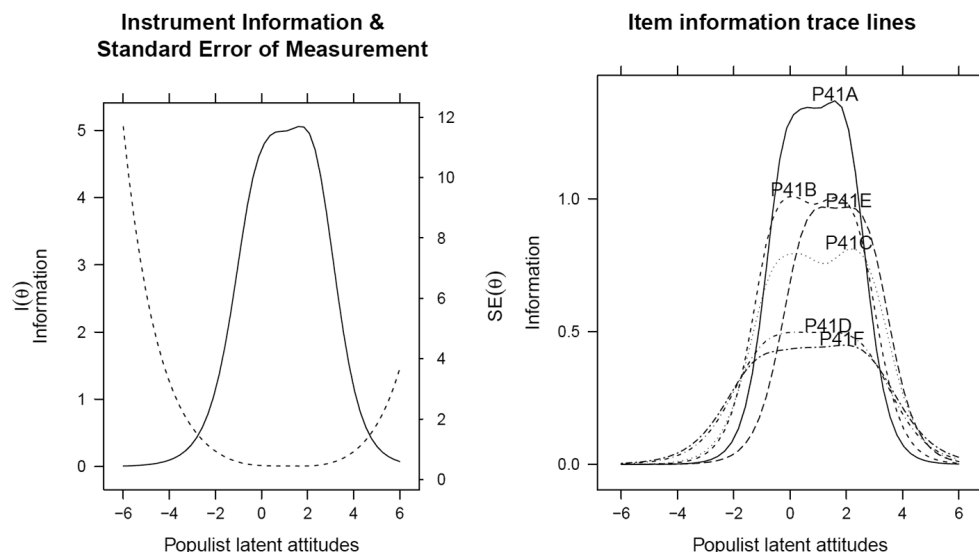 Instrument Information &
Standard Error of Measurement
5
4
3
2
1
0
I(θ)
Information
12
10
8
6
4
2
0
SE(θ)
−6 −4 −2 0 2 4 6
Populist latent attitudes
Item information trace lines
1.0
0.5
0.0
Information
P41A
P41B
P41E
P41C
P41D
P41F
−6 −4 −2 0 2 4 6
Populist latent attitudes